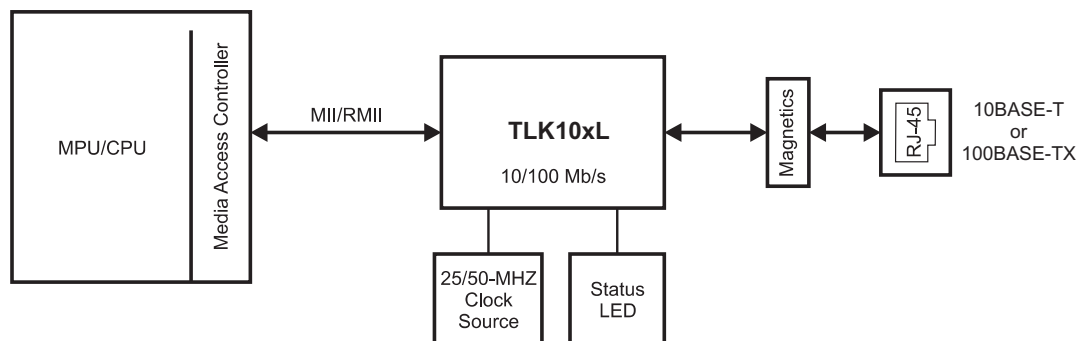 MPU/CPU
Media Access Controller
MII/RMII
TLK10xL
10/100 Mb/s
25/50-MHZ
Clock
Source
Status
LED
Magnetics
RJ-45
10BASE-T
or
100BASE-TX